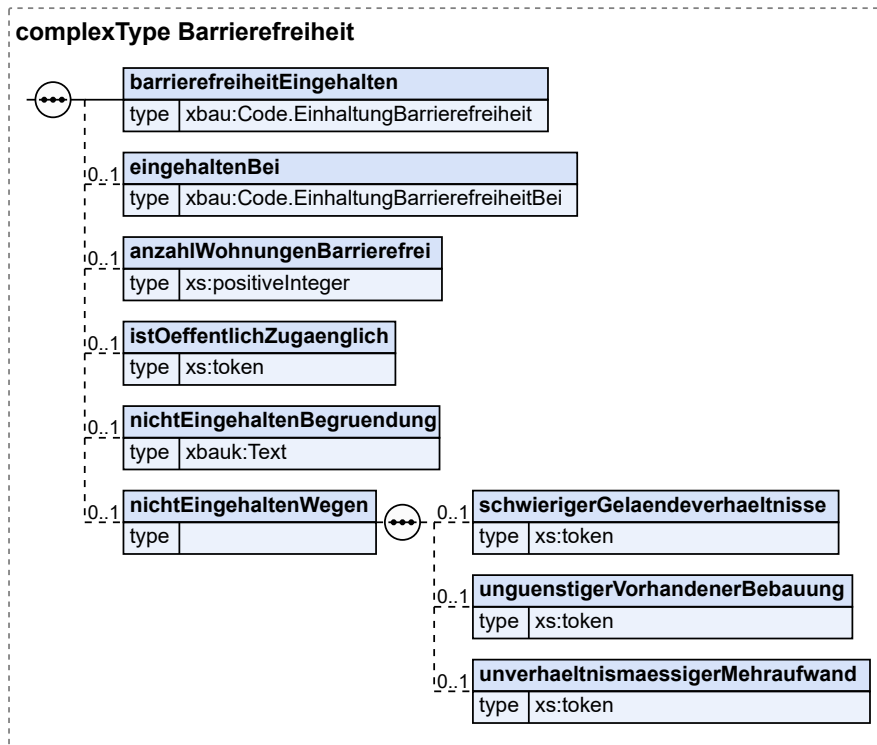 complexType Barrierefreiheit
barrierefreiheitEingehalten
type xbau:Code.EinhaltungBarrierefreiheit
0..1 eingehaltenBei
type xbau:Code.EinhaltungBarrierefreiheitBei
0..1 anzahlWohnungenBarrierefrei
type xs:positiveInteger
0..1 istOeffentlichZugaenglich
type xs:token
0..1 nichtEingehaltenBegruendung
type xbauk:Text
0..1 nichtEingehaltenWegen
type
0..1 schwierigerGelaendeverhaeltnisse
type xs:token
0..1 unguenstigerVorhandenerBebauung
type xs:token
0..1 unverhaeltnismaessigerMehraufwand
type xs:token